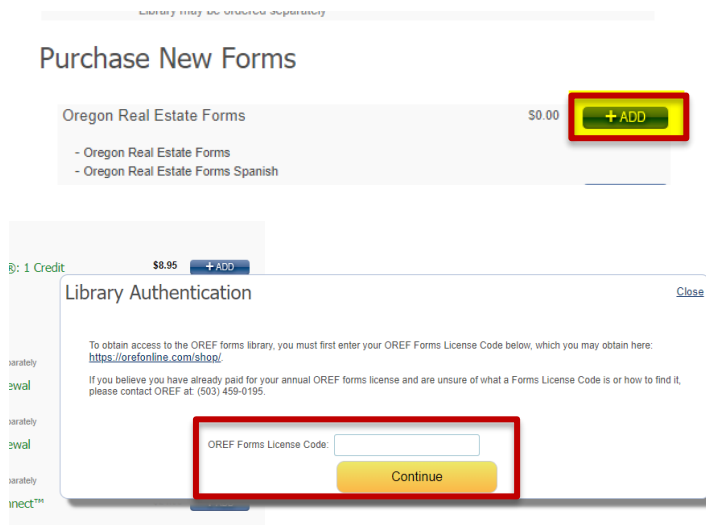 Library may be ordered separately
Purchase New Forms
Oregon Real Estate Forms $0.00 + ADD
- Oregon Real Estate Forms
- Oregon Real Estate Forms Spanish
®: 1 Credit $8.95 + ADD
Library Authentication Close
To obtain access to the OREF forms library, you must first enter your OREF Forms License Code below, which you may obtain here:
https://orefonline.com/shop/.
If you believe you have already paid for your annual OREF forms license and are unsure of what a Forms License Code is or how to find it,
please contact OREF at: (503) 459-0195.
parately
ewal
parately
ewal
OREF Forms License Code:
Continue
parately
nnect™